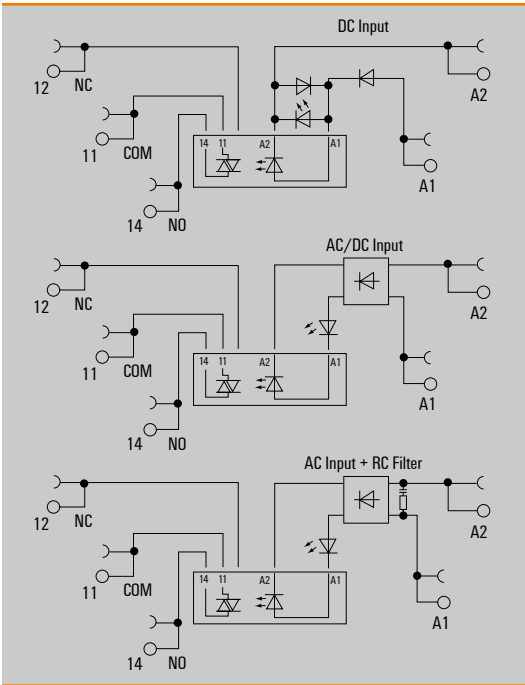 DC Input
12 NC
A2
11 COM
14 11 A2 A1
A1
14 NO
AC/DC Input
12 NC
A2
11 COM
14 11 A2 A1
A1
14 NO
AC Input + RC Filter
12 NC
A2
11 COM
14 11 A2 A1
A1
14 NO